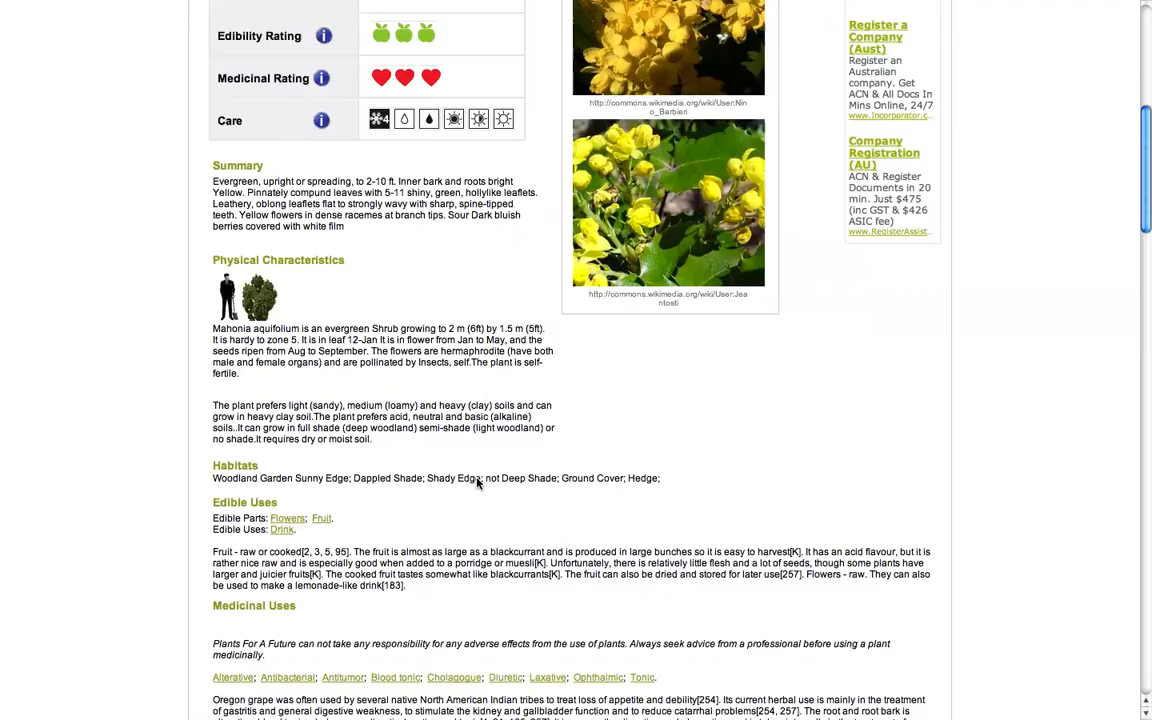 Edibility Rating
Medicinal Rating
Care
4
Summary
Evergreen, upright or spreading, to 2-10 ft. Inner bark and roots bright
Yellow. Pinnately compund leaves with 5-11 shiny, green, hollylike leaflets.
Leathery, oblong leaflets flat to strongly wavy with sharp, spine-tipped
teeth. Yellow flowers in dense racemes at branch tips. Sour Dark bluish
berries covered with white film
Physical Characteristics
Mahonia aquifolium is an evergreen Shrub growing to 2 m (6ft) by 1.5 m (5ft).
It is hardy to zone 5. It is in leaf 12-Jan It is in flower from Jan to May, and the
seeds ripen from Aug to September. The flowers are hermaphrodite (have both
male and female organs) and are pollinated by Insects, self.The plant is self-
fertile.
The plant prefers light (sandy), medium (loamy) and heavy (clay) soils and can
grow in heavy clay soil.The plant prefers acid, neutral and basic (alkaline)
soils..It can grow in full shade (deep woodland) semi-shade (light woodland) or
no shade.It requires dry or moist soil.
http://commons.wikimedia.org/wiki/User:Nin
o_Barbieri
http://commons.wikimedia.org/wiki/User:Jea
ntosti
Register a
Company
(Aust)
Register an
Australian
company. Get
ACN & All Docs In
Mins Online, 24/7
www.Incorporator.c...
Company
Registration
(AU)
ACN & Register
Documents in 20
min. Just $475
(inc GST & $426
ASIC fee)
www.RegisterAssist...
Habitats
Woodland Garden Sunny Edge; Dappled Shade; Shady Edge; not Deep Shade; Ground Cover; Hedge;
Edible Uses
Edible Parts: Flowers; Fruit.
Edible Uses: Drink.
Fruit - raw or cooked[2, 3, 5, 95]. The fruit is almost as large as a blackcurrant and is produced in large bunches so it is easy to harvest[K]. It has an acid flavour, but it is
rather nice raw and is especially good when added to a porridge or muesli[K]. Unfortunately, there is relatively little flesh and a lot of seeds, though some plants have
larger and juicier fruits[K]. The cooked fruit tastes somewhat like blackcurrants[K]. The fruit can also be dried and stored for later use[257]. Flowers - raw. They can also
be used to make a lemonade-like drink[183].
Medicinal Uses
Plants For A Future can not take any responsibility for any adverse effects from the use of plants. Always seek advice from a professional before using a plant
medicinally.
Alterative; Antibacterial; Antitumor; Blood tonic; Cholagogue; Diuretic; Laxative; Ophthalmic; Tonic.
Oregon grape was often used by several native North American Indian tribes to treat loss of appetite and debility[254]. Its current herbal use is mainly in the treatment
of gastritis and general digestive weakness, to stimulate the kidney and gallbladder function and to reduce catarrhal problems[254, 257]. The root and root bark is